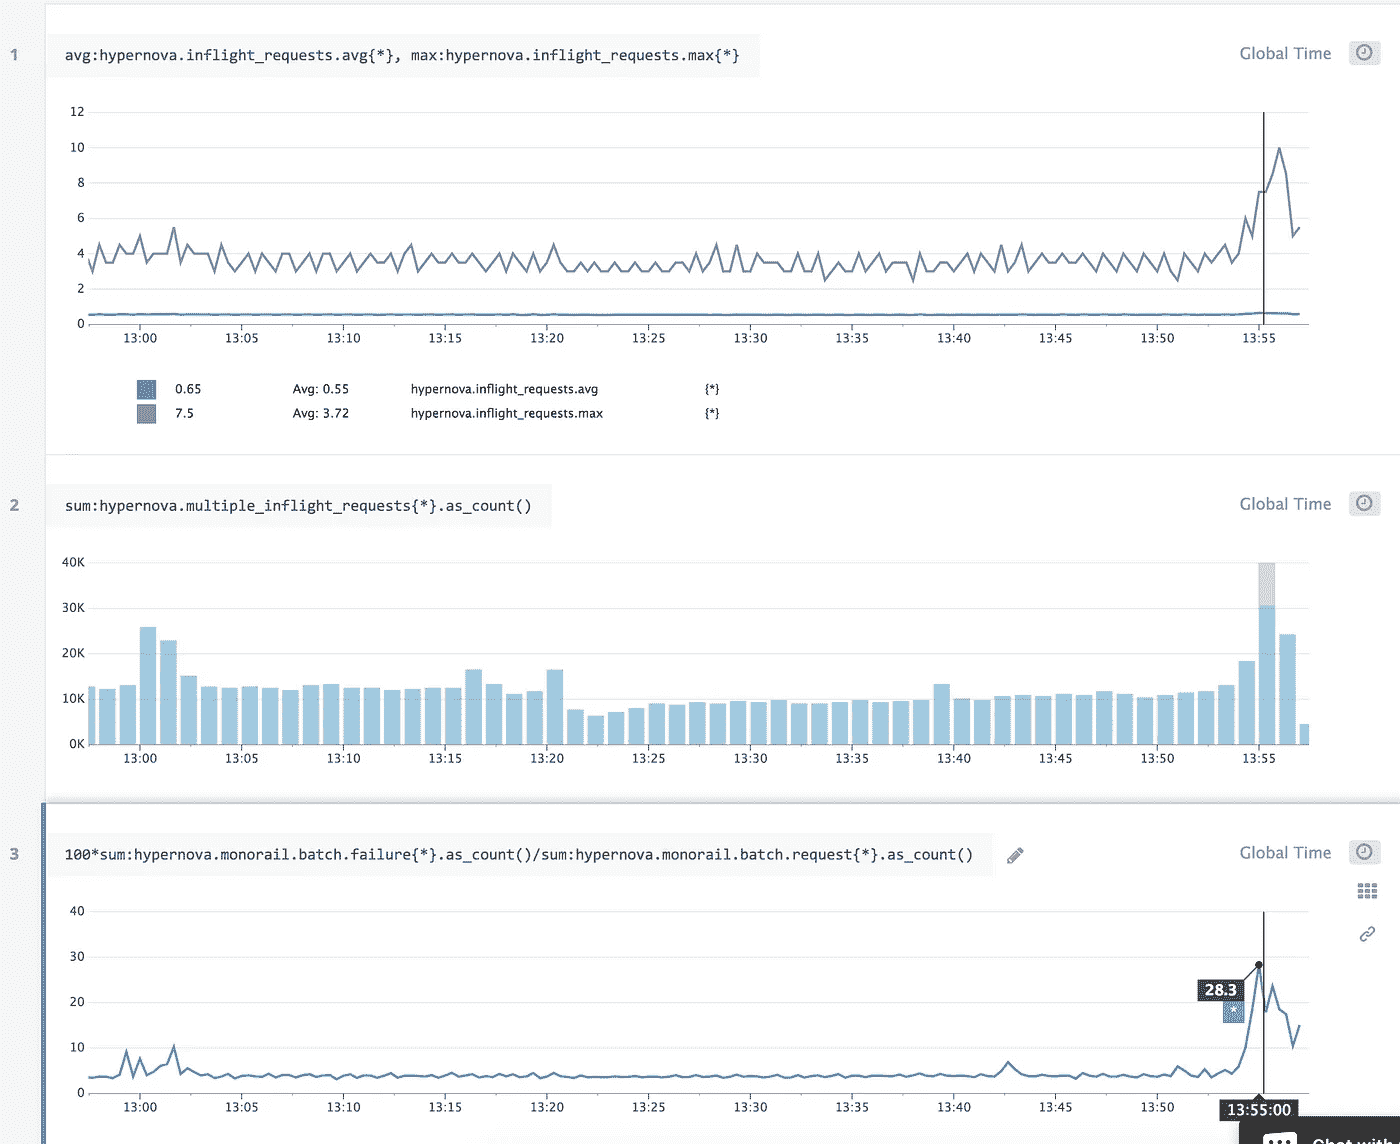 1
avg:hypernova.inflight_requests.avg{*}, max:hypernova.inflight_requests.max{*}
Global Time
12
10
8
6
4
2
0
13:00 13:05 13:10 13:15 13:20 13:25 13:30 13:35 13:40 13:45 13:50 13:55
0.65 Avg: 0.55 hypernova.inflight_requests.avg {*}
7.5 Avg: 3.72 hypernova.inflight_requests.max {*}
2
sum:hypernova.multiple_inflight_requests{*}.as_count()
Global Time
40K
30K
20K
10K
0K
13:00 13:05 13:10 13:15 13:20 13:25 13:30 13:35 13:40 13:45 13:50 13:55
3
100*sum:hypernova.monorail.batch.failure{*}.as_count()/sum:hypernova.monorail.batch.request{*}.as_count()
Global Time
40
30
28.3
*
20
10
0
13:00 13:05 13:10 13:15 13:20 13:25 13:30 13:35 13:40 13:45 13:50 13:55:00
Chat with